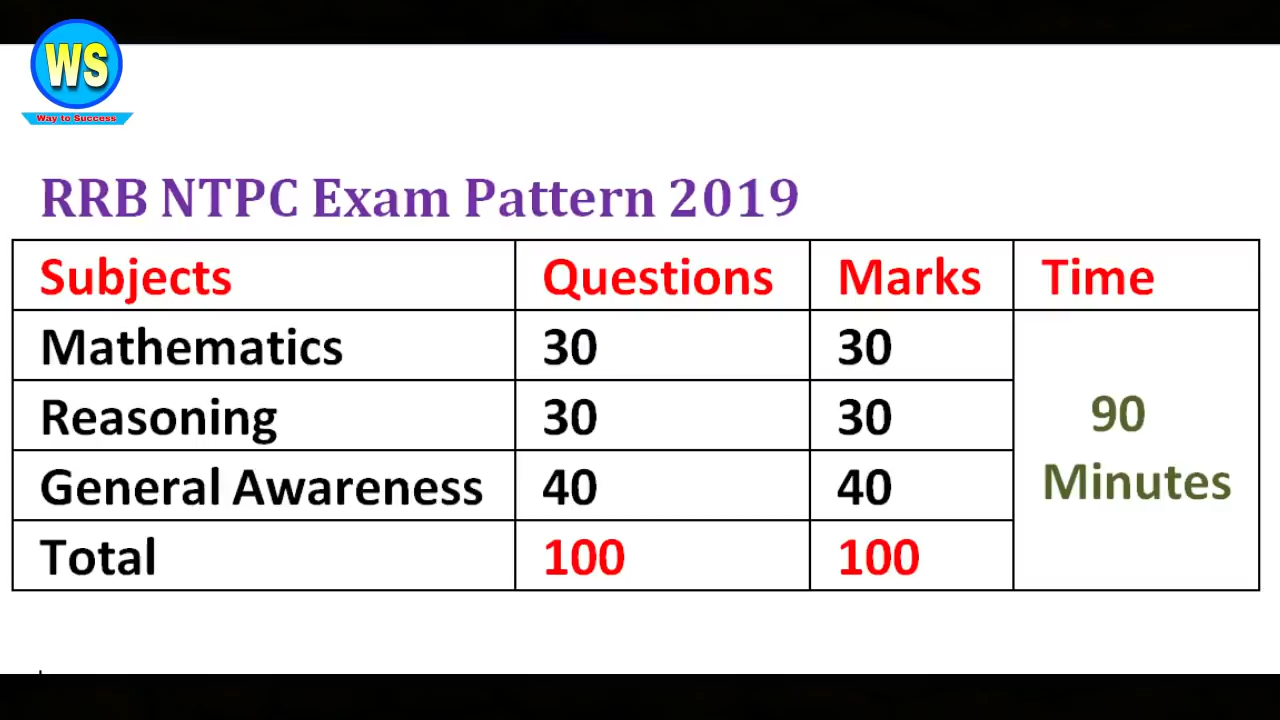 WS
Way to Success
RRB NTPC Exam Pattern 2019
Subjects Questions Marks Time
Mathematics 30 30
Reasoning 30 30
90
Minutes
General Awareness 40 40
Total 100 100